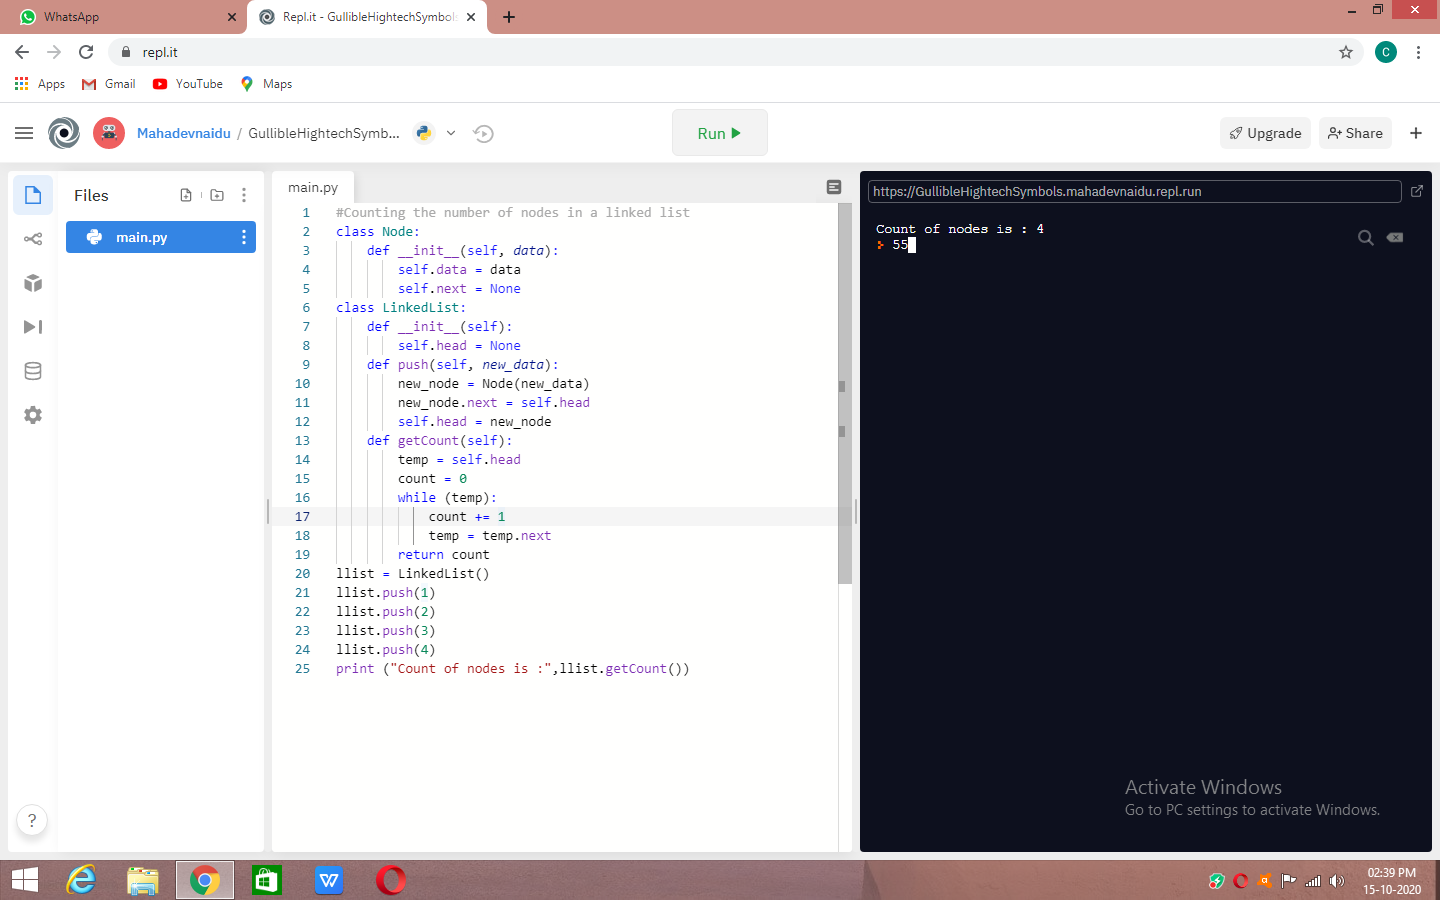 WhatsApp
Repl.it - GullibleHightechSymbols
repl.it
C
Apps
Gmail
YouTube
Maps
Mahadevnaidu / GullibleHightechSymb...
Run
Upgrade
Share
Files
main.py
main.py
1 #Counting the number of nodes in a linked list
2 class Node:
3 def __init__(self, data):
4 self.data = data
5 self.next = None
6 class LinkedList:
7 def __init__(self):
8 self.head = None
9 def push(self, new_data):
10 new_node = Node(new_data)
11 new_node.next = self.head
12 self.head = new_node
13 def getCount(self):
14 temp = self.head
15 count = 0
16 while (temp):
17 count += 1
18 temp = temp.next
19 return count
20 llist = LinkedList()
21 llist.push(1)
22 llist.push(2)
23 llist.push(3)
24 llist.push(4)
25 print ("Count of nodes is :",llist.getCount())
https://GullibleHightechSymbols.mahadevnaidu.repl.run
Count of nodes is : 4
55
Activate Windows
Go to PC settings to activate Windows.
?
02:39 PM
15-10-2020